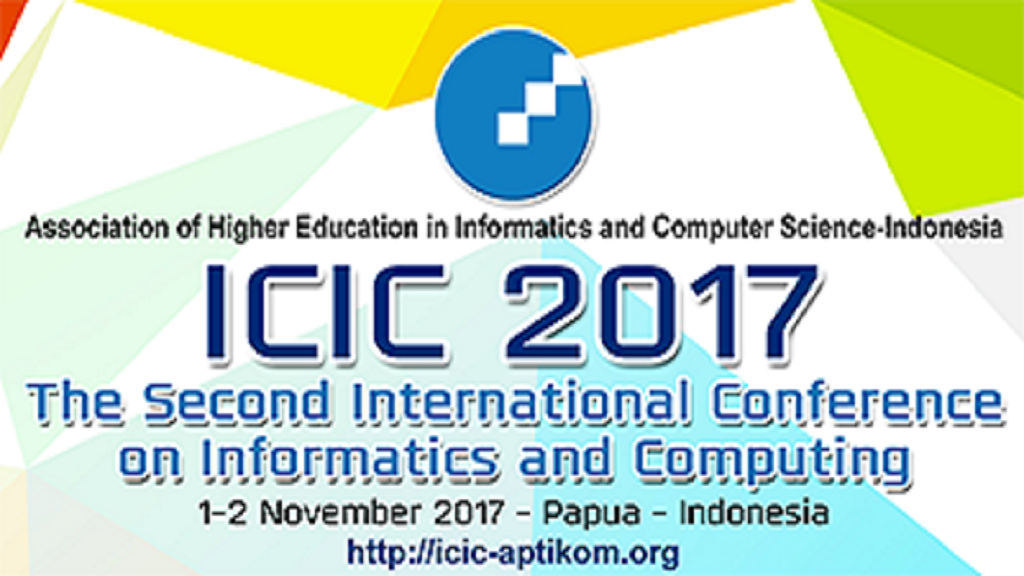 Association of Higher Education in Informatics and Computer Science-Indonesia
ICIC 2017
The Second International Conference
on Informatics and Computing
1-2 November 2017 - Papua - Indonesia
http://icic-aptikom.org